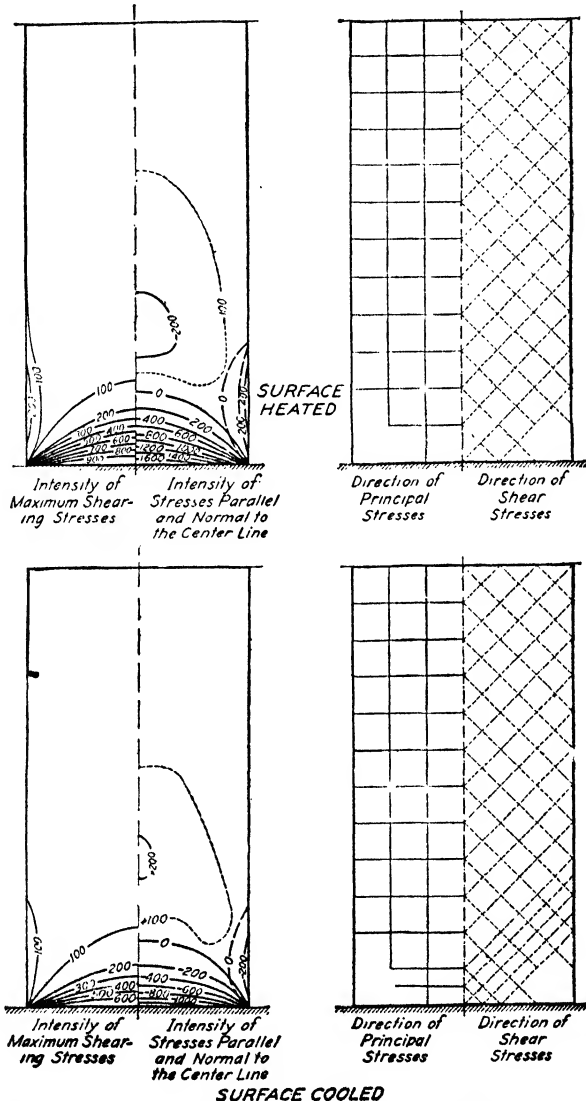 -100
-200
100
0
200
-200
400
600
800
-1200
-1600
-1400
SURFACE
HEATED
Intensity of
Maximum Shear-
ing Stresses
Intensity of
Stresses Parallel
and Normal to
the Center Line
Direction of
Principal
Stresses
Direction of
Shear
Stresses
+200
100
+100
0
200
-200
400
600
-800
Intensity of
Maximum Shear-
ing Stresses
Intensity of
Stresses Parallel
and Normal to
the Center Line
Direction of
Principal
Stresses
Direction of
Shear
Stresses
SURFACE COOLED